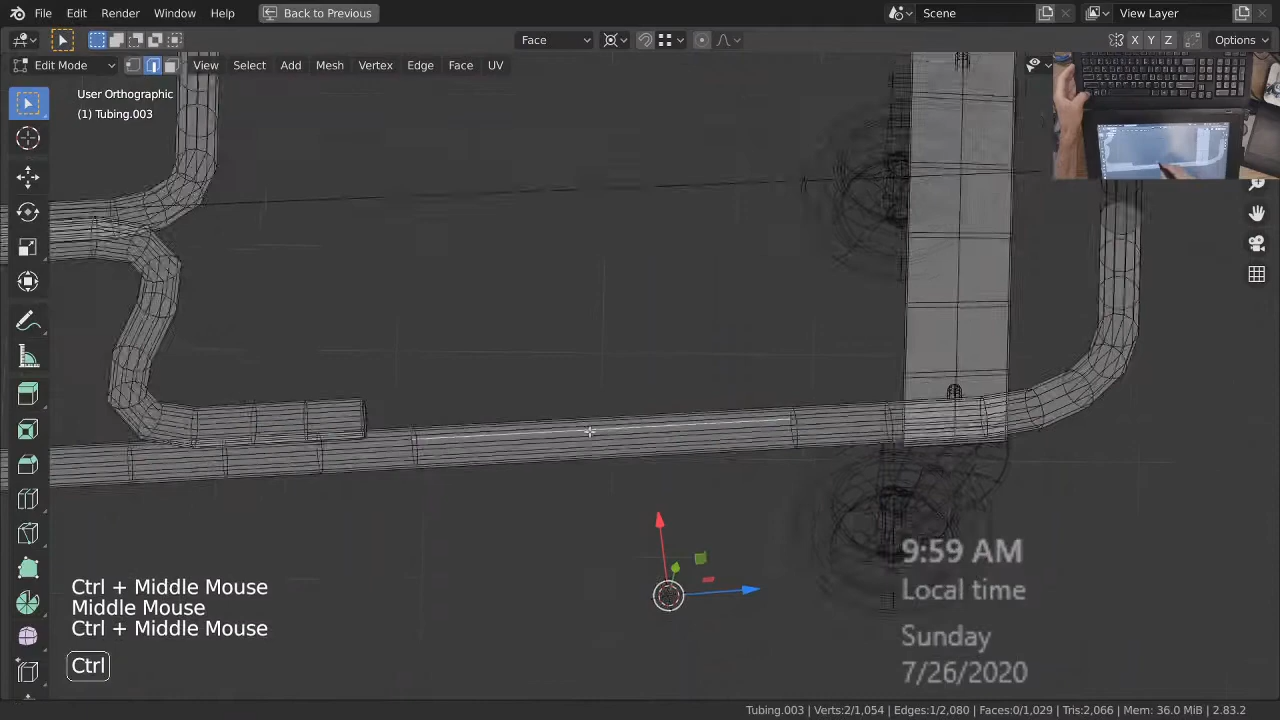 File Edit Render Window Help Back to Previous Scene View Layer
Face X Y Z Options
Edit Mode View Select Add Mesh Vertex Edge Face UV
User Orthographic
(1) Tubing.003
9:59 AM
Local time
Sunday
7/26/2020
Ctrl + Middle Mouse
Middle Mouse
Ctrl + Middle Mouse
Ctrl
Tubing.003 | Verts:2/1,054 | Edges:1/2,080 | Faces:0/1,029 | Tris:2,066 | Mem: 36.0 MiB | 2.83.2